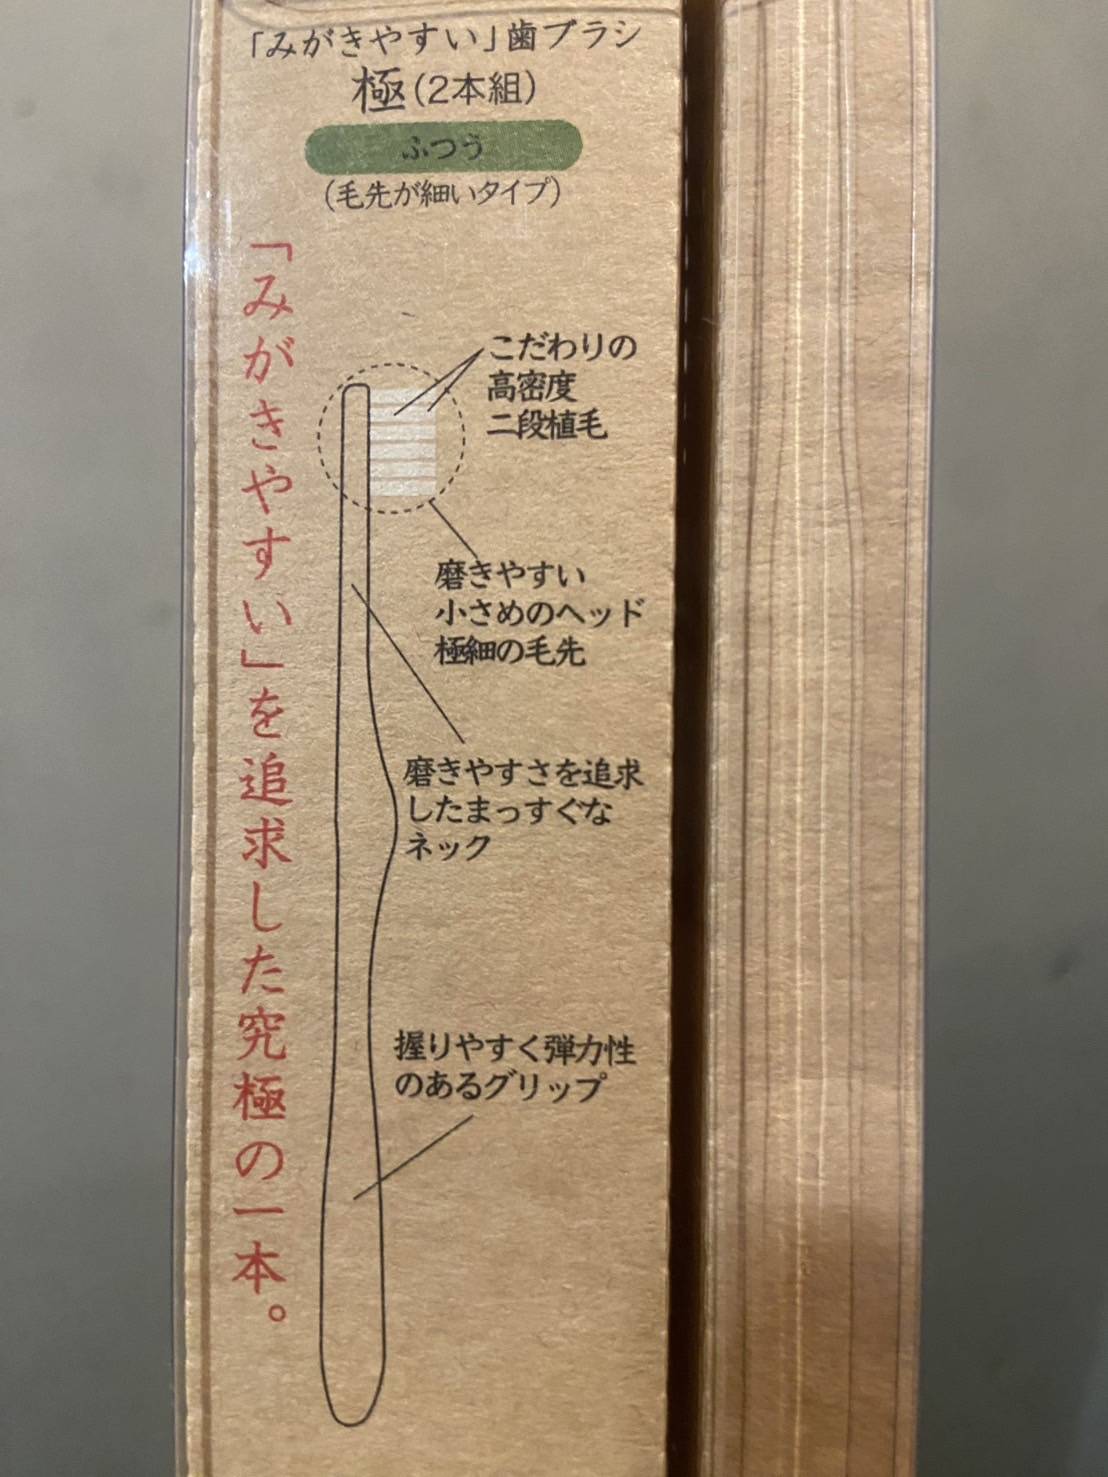 「みがきやすい」歯ブラシ
極(2本組)
ふつう
(毛先が細いタイプ)
「みがきやすい」を追求した究極の一本。
こだわりの
高密度
二段植毛
磨きやすい
小さめのヘッド
極細の毛先
磨きやすさを追求
したまっすぐな
ネック
握りやすく弾力性
のあるグリップ